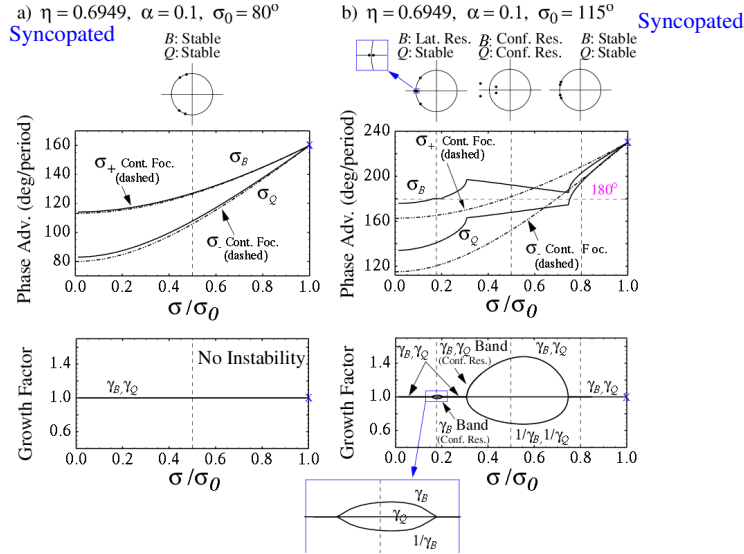 a) η = 0.6949, α = 0.1, σ0 = 80°
Syncopated
B: Stable
Q: Stable
160
140
120
100
80
Phase Adv. (deg/period)
σ+ Cont. Foc.
(dashed)
σB
σQ
σ- Cont. Foc.
(dashed)
0.0 0.2 0.4 0.6 0.8 1.0
σ/σ0
1.4
1.0
0.6
Growth Factor
No Instability
γB,γQ
0.0 0.2 0.4 0.6 0.8 1.0
σ/σ0
b) η = 0.6949, α = 0.1, σ0 = 115°
Syncopated
B: Lat. Res.
Q: Stable
B: Conf. Res.
Q: Conf. Res.
B: Stable
Q: Stable
240
200
160
120
Phase Adv. (deg/period)
σ+ Cont. Foc.
(dashed)
σB
180°
σQ
σ- Cont. Foc.
(dashed)
0.0 0.2 0.4 0.6 0.8 1.0
σ/σ0
1.4
1.0
0.6
Growth Factor
γB,γQ
γB,γQ Band
(Conf. Res.)
γB,γQ
γB,γQ
γB Band
(Conf. Res.)
1/γB,1/γQ
0.0 0.2 0.4 0.6 0.8 1.0
σ/σ0
γB
γQ
1/γB